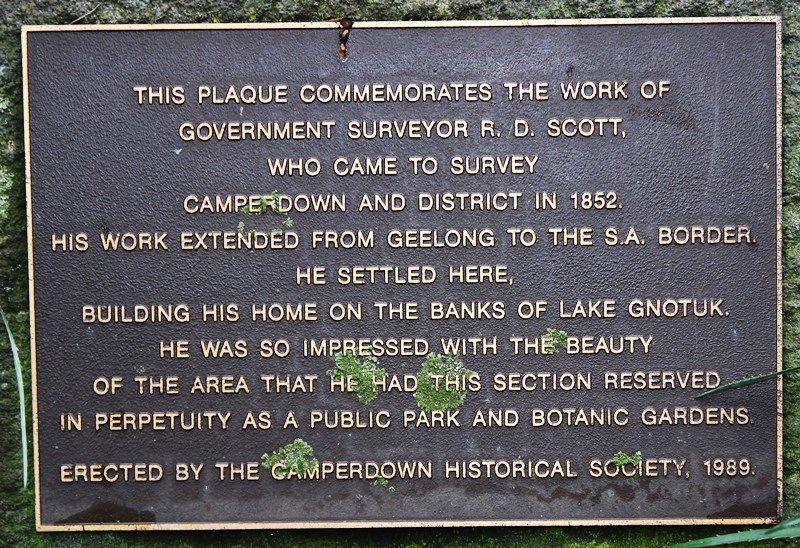 THIS PLAQUE COMMEMORATES THE WORK OF
GOVERNMENT SURVEYOR R. D. SCOTT,
WHO CAME TO SURVEY
CAMPERDOWN AND DISTRICT IN 1852.
HIS WORK EXTENDED FROM GEELONG TO THE S.A. BORDER.
HE SETTLED HERE,
BUILDING HIS HOME ON THE BANKS OF LAKE GNOTUK.
HE WAS SO IMPRESSED WITH THE BEAUTY
OF THE AREA THAT HE HAD THIS SECTION RESERVED
IN PERPETUITY AS A PUBLIC PARK AND BOTANIC GARDENS.
ERECTED BY THE CAMPERDOWN HISTORICAL SOCIETY, 1989.